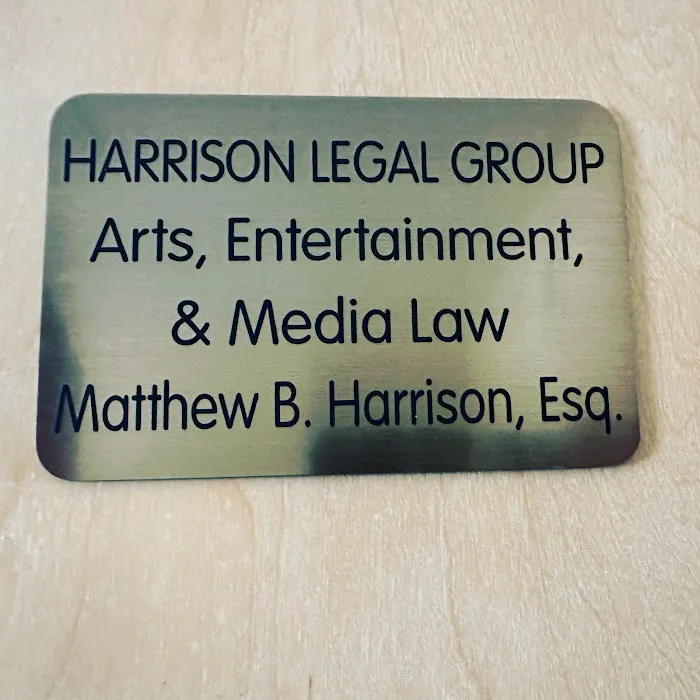 HARRISON LEGAL GROUP
Arts, Entertainment,
& Media Law
Matthew B. Harrison, Esq.